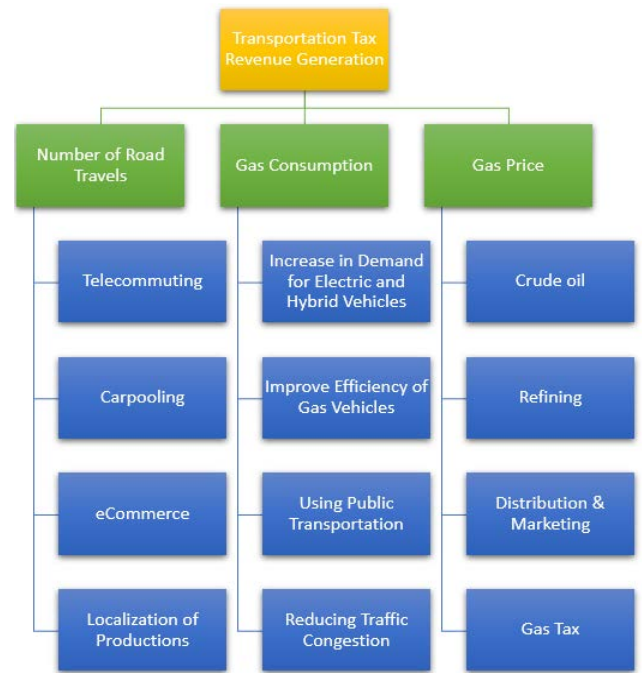 Transportation Tax
Revenue Generation
Number of Road
Travels
Gas Consumption
Gas Price
Telecommuting
Increase in Demand
for Electric and
Hybrid Vehicles
Crude oil
Carpooling
Improve Efficiency of
Gas Vehicles
Refining
eCommerce
Using Public
Transportation
Distribution &
Marketing
Localization of
Productions
Reducing Traffic
Congestion
Gas Tax